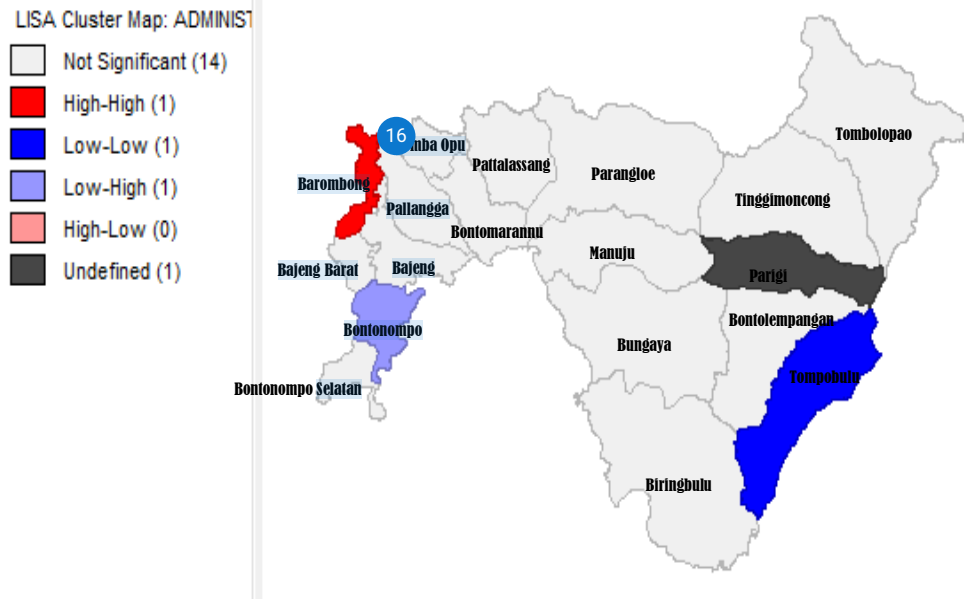 LISA Cluster Map: ADMINIST
Not Significant (14)
High-High (1)
Low-Low (1)
Low-High (1)
High-Low (0)
Undefined (1)
16
mba Opu
Tombolopao
Pattalassang
Parangloe
Barombong
Tinggimoncong
Pallangga
Bontomarannu
Manuju
Bajeng Barat
Bajeng
Parigi
Bontonompo
Bontolempangan
Bungaya
Tompobulu
Bontonompo Selatan
Biringbulu